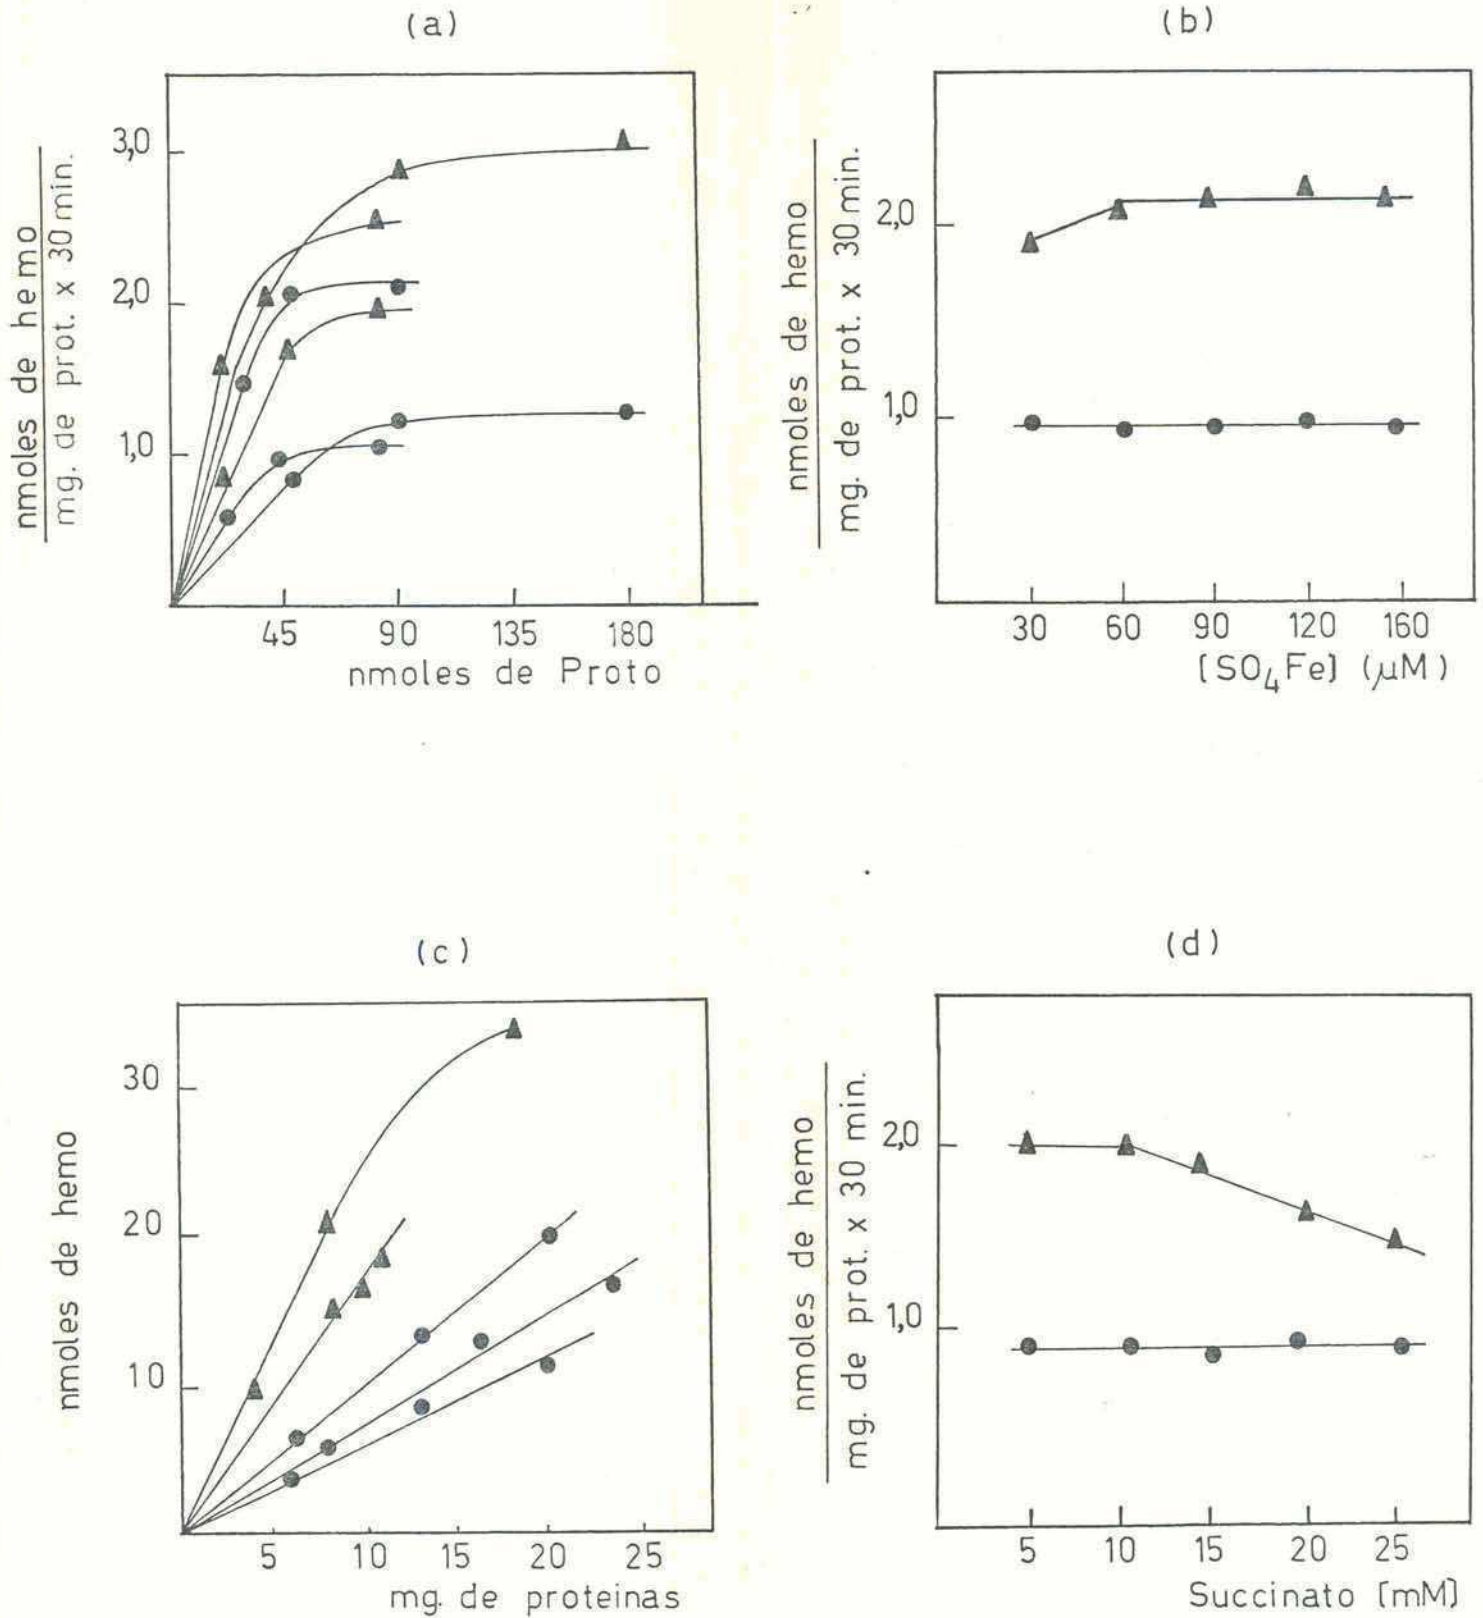 (a)
nmoles de hemo
mg. de prot. x 30 min.
3,0
2,0
1,0
45 90 135 180
nmoles de Proto
(b)
nmoles de hemo
mg. de prot. x 30 min.
2,0
1,0
30 60 90 120 160
[SO4Fe] (µM)
(c)
nmoles de hemo
30
20
10
5 10 15 20 25
mg. de proteinas
(d)
nmoles de hemo
mg. de prot. x 30 min.
2,0
1,0
5 10 15 20 25
Succinato [mM]